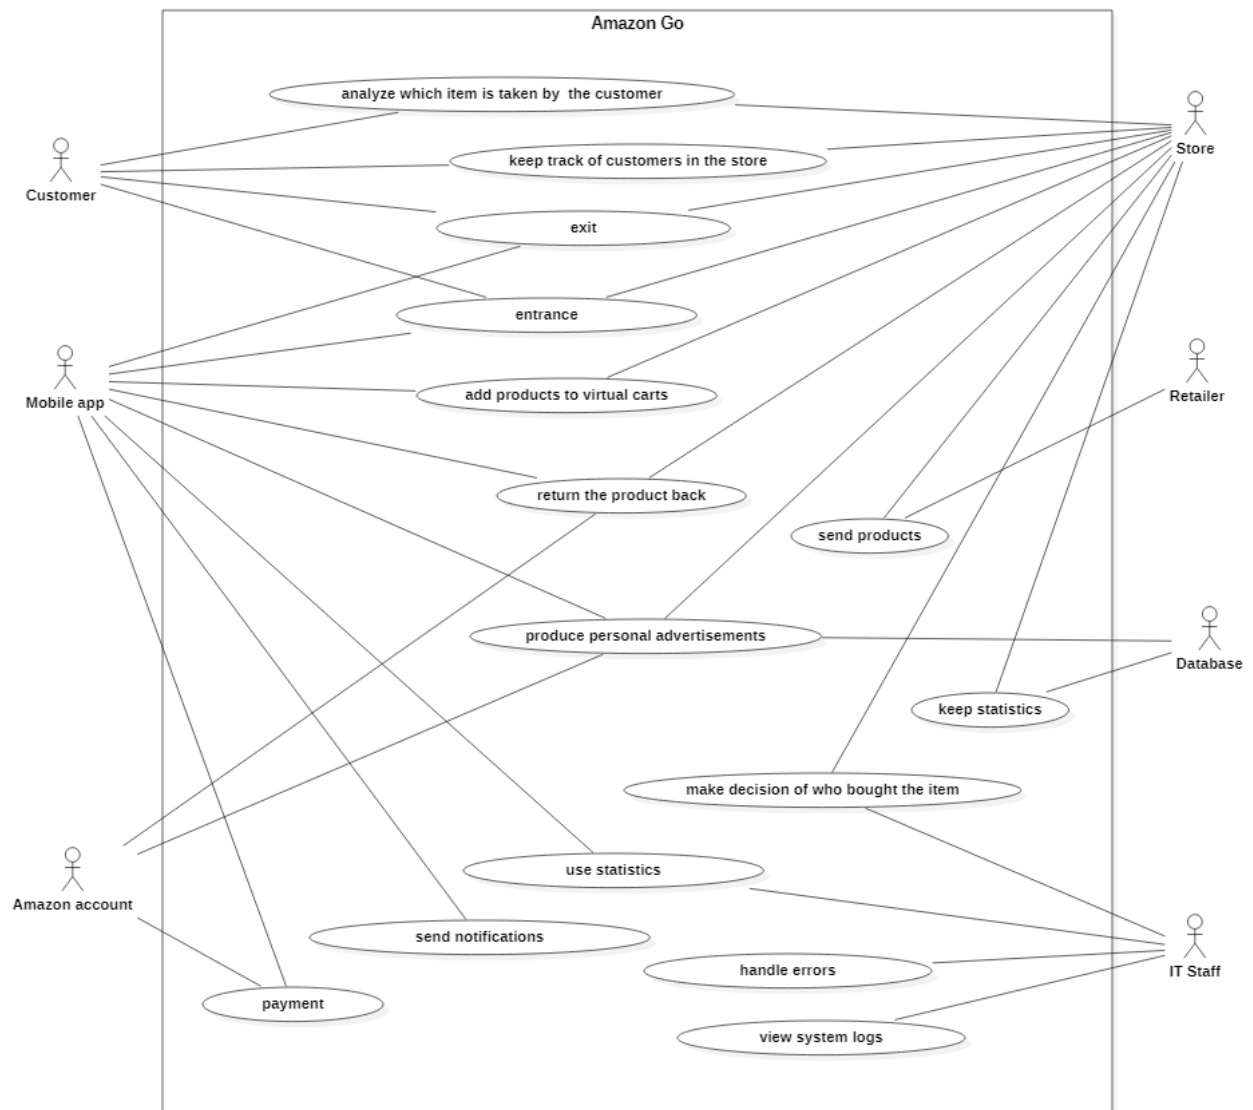 Amazon Go
analyze which item is taken by  the customer
Store
keep track of customers in the store
Customer
exit
entrance
Mobile app
add products to virtual carts
Retailer
return the product back
send products
produce personal advertisements
Database
keep statistics
make decision of who bought the item
use statistics
Amazon account
send notifications
handle errors
IT Staff
payment
view system logs